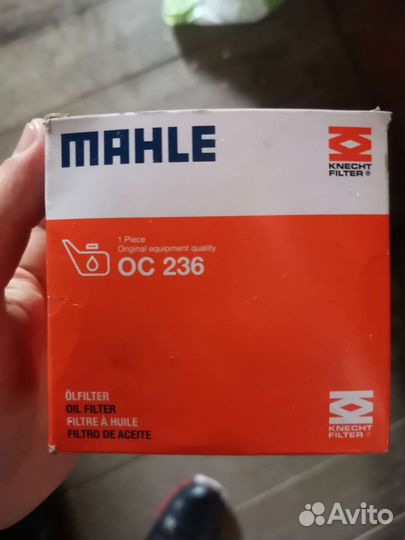 MAHLE
KNECHT
FILTER®
1 Piece
Original equipment quality
OC 236
ÖLFILTER
OIL FILTER
FILTRE À HUILE
FILTRO DE ACEITE
KNECHT
FILTER®
Avito